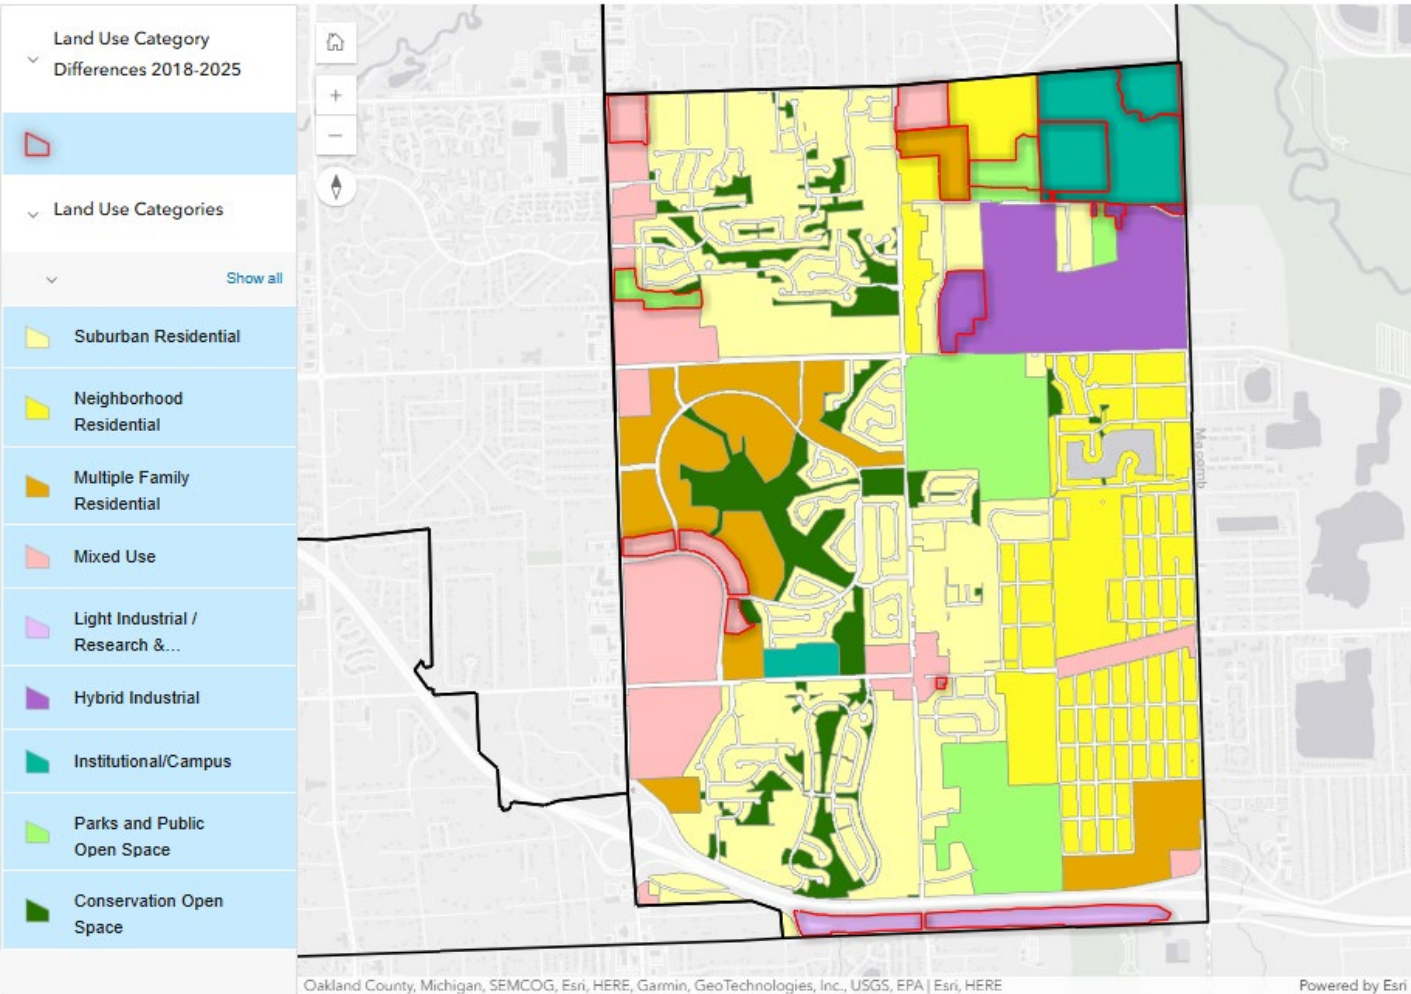 Land Use Category
Differences 2018-2025
Land Use Categories
Show all
Suburban Residential
Neighborhood
Residential
Multiple Family
Residential
Mixed Use
Light Industrial /
Research &...
Hybrid Industrial
Institutional/Campus
Parks and Public
Open Space
Conservation Open
Space
+
−
Macomb
Oakland County, Michigan, SEMCOG, Esri, HERE, Garmin, GeoTechnologies, Inc., USGS, EPA | Esri, HERE
Powered by Esri